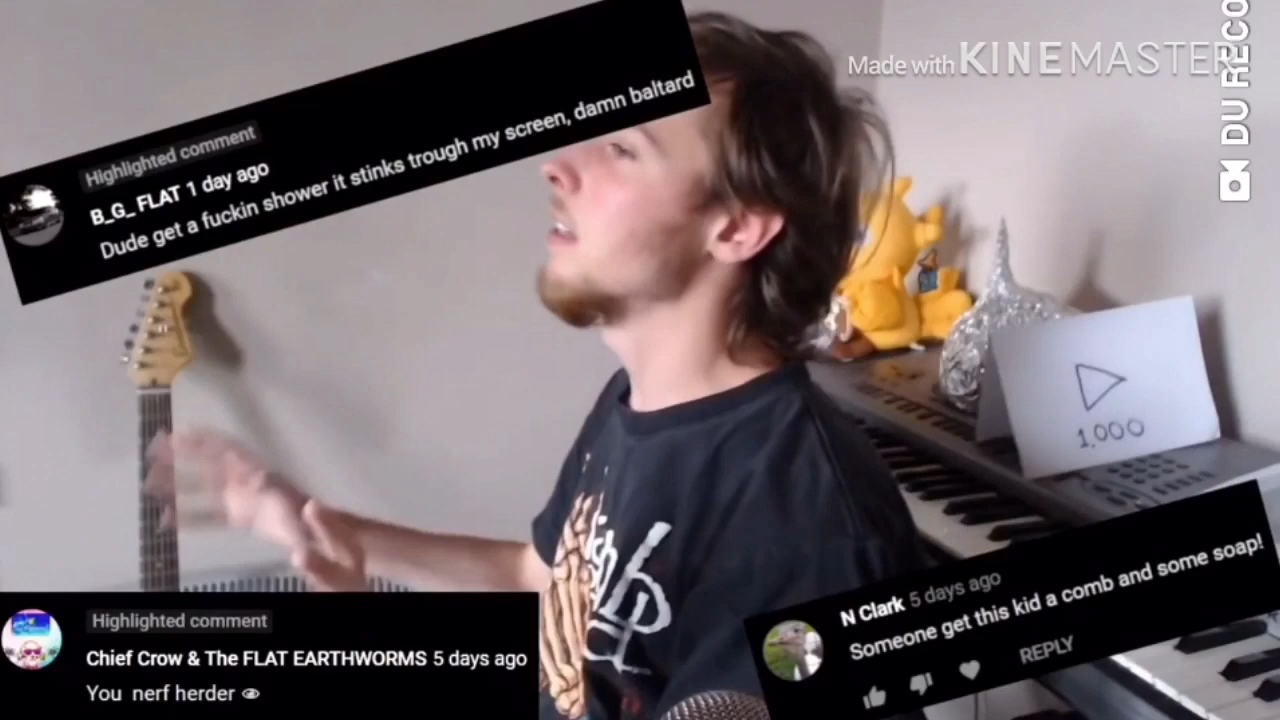 Made with KINEMASTER
DU RECO
Highlighted comment
B_G_ FLAT 1 day ago
Dude get a fuckin shower it stinks trough my screen, damn baltard
1,000
N Clark 5 days ago
Someone get this kid a comb and some soap!
REPLY
Highlighted comment
Chief Crow & The FLAT EARTHWORMS 5 days ago
You nerf herder